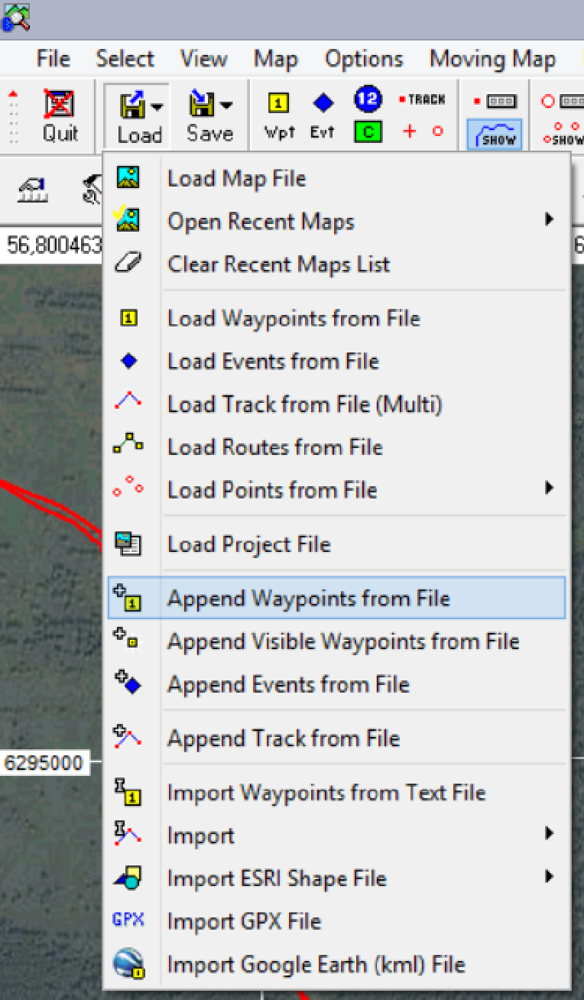 File Select View Map Options Moving Map
1 12 TRACK
Quit Load Save Wpt Evt C SHOW SHOW
56,800463 6
Load Map File
Open Recent Maps
Clear Recent Maps List
1 Load Waypoints from File
Load Events from File
Load Track from File (Multi)
Load Routes from File
Load Points from File
Load Project File
1 Append Waypoints from File
Append Visible Waypoints from File
Append Events from File
Append Track from File
6295000
1 Import Waypoints from Text File
Import
Import ESRI Shape File
GPX Import GPX File
Import Google Earth (kml) File